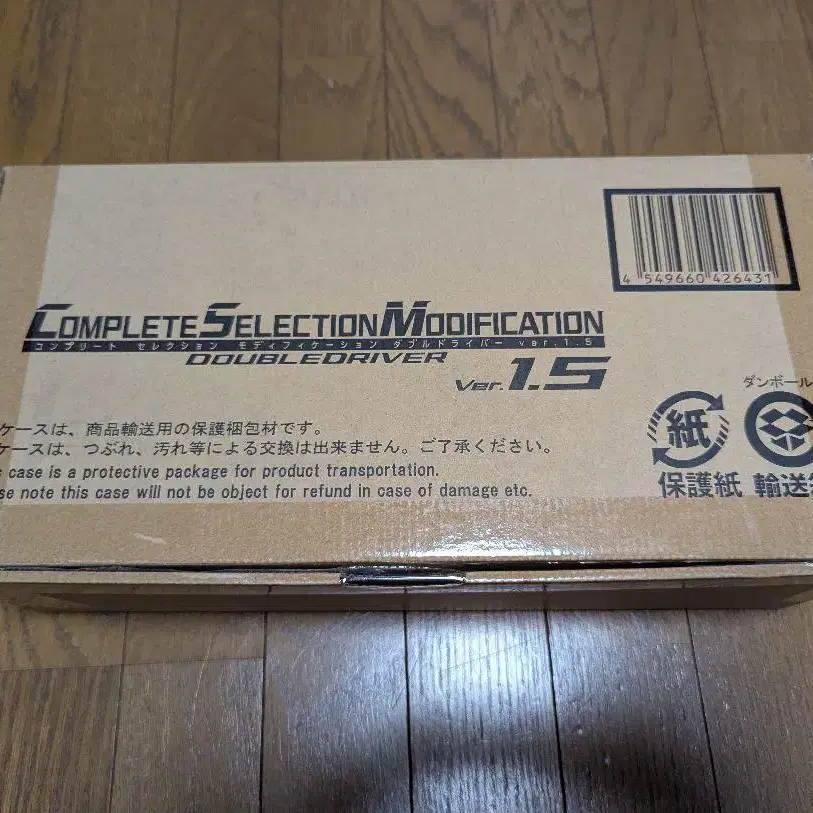 4 549660 426431
COMPLETE SELECTION MODIFICATION
コンプリート セレクション モディフィケーション ダブルドライバー ver.1.5
DOUBLEDRIVER
Ver.1.5
ケースは、商品輸送用の保護梱包材です。
ケースは、つぶれ、汚れ等による交換は出来ません。ご了承ください。
case is a protective package for product transportation.
note this case will not be object for refund in case of damage etc.
紙
保護紙
ダンボール
輸送